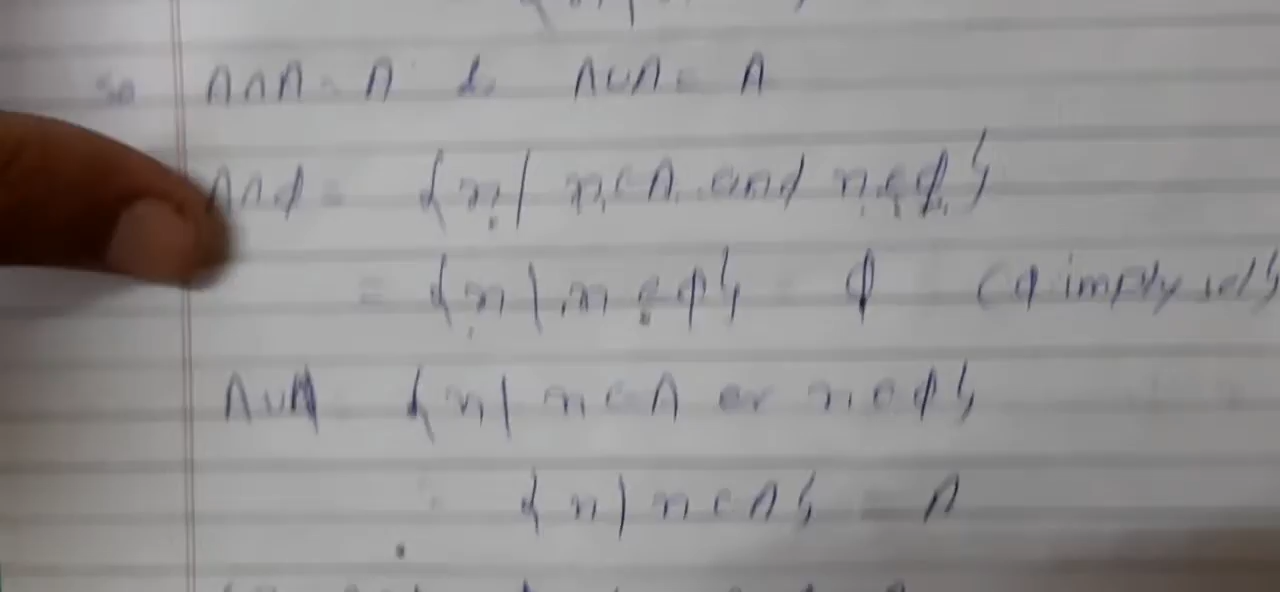 so A∩A = A & A∪A = A
A∩φ = {x | x∈A and x∈φ}
= {x | x∈φ} = φ (φ imply set)
A∪A = {x | x∈A or x∈φ}
= {x | x∈A} = A